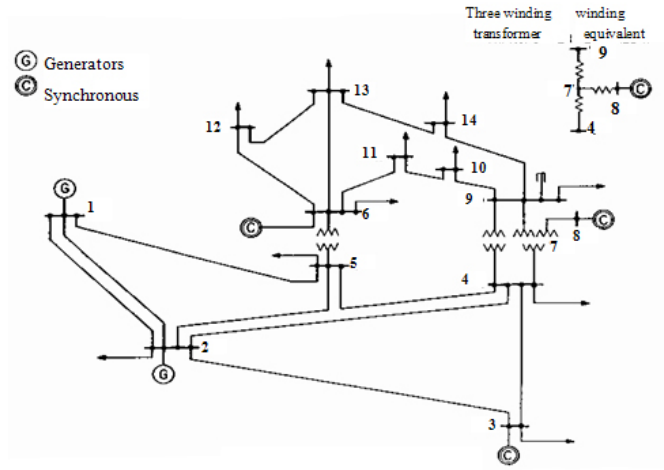 Three winding winding
transformer equivalent
9
7
8
4
G Generators
C Synchronous
C
13
12
14
11
10
G
1
9
6
C
C
8
7
5
4
2
G
3
C